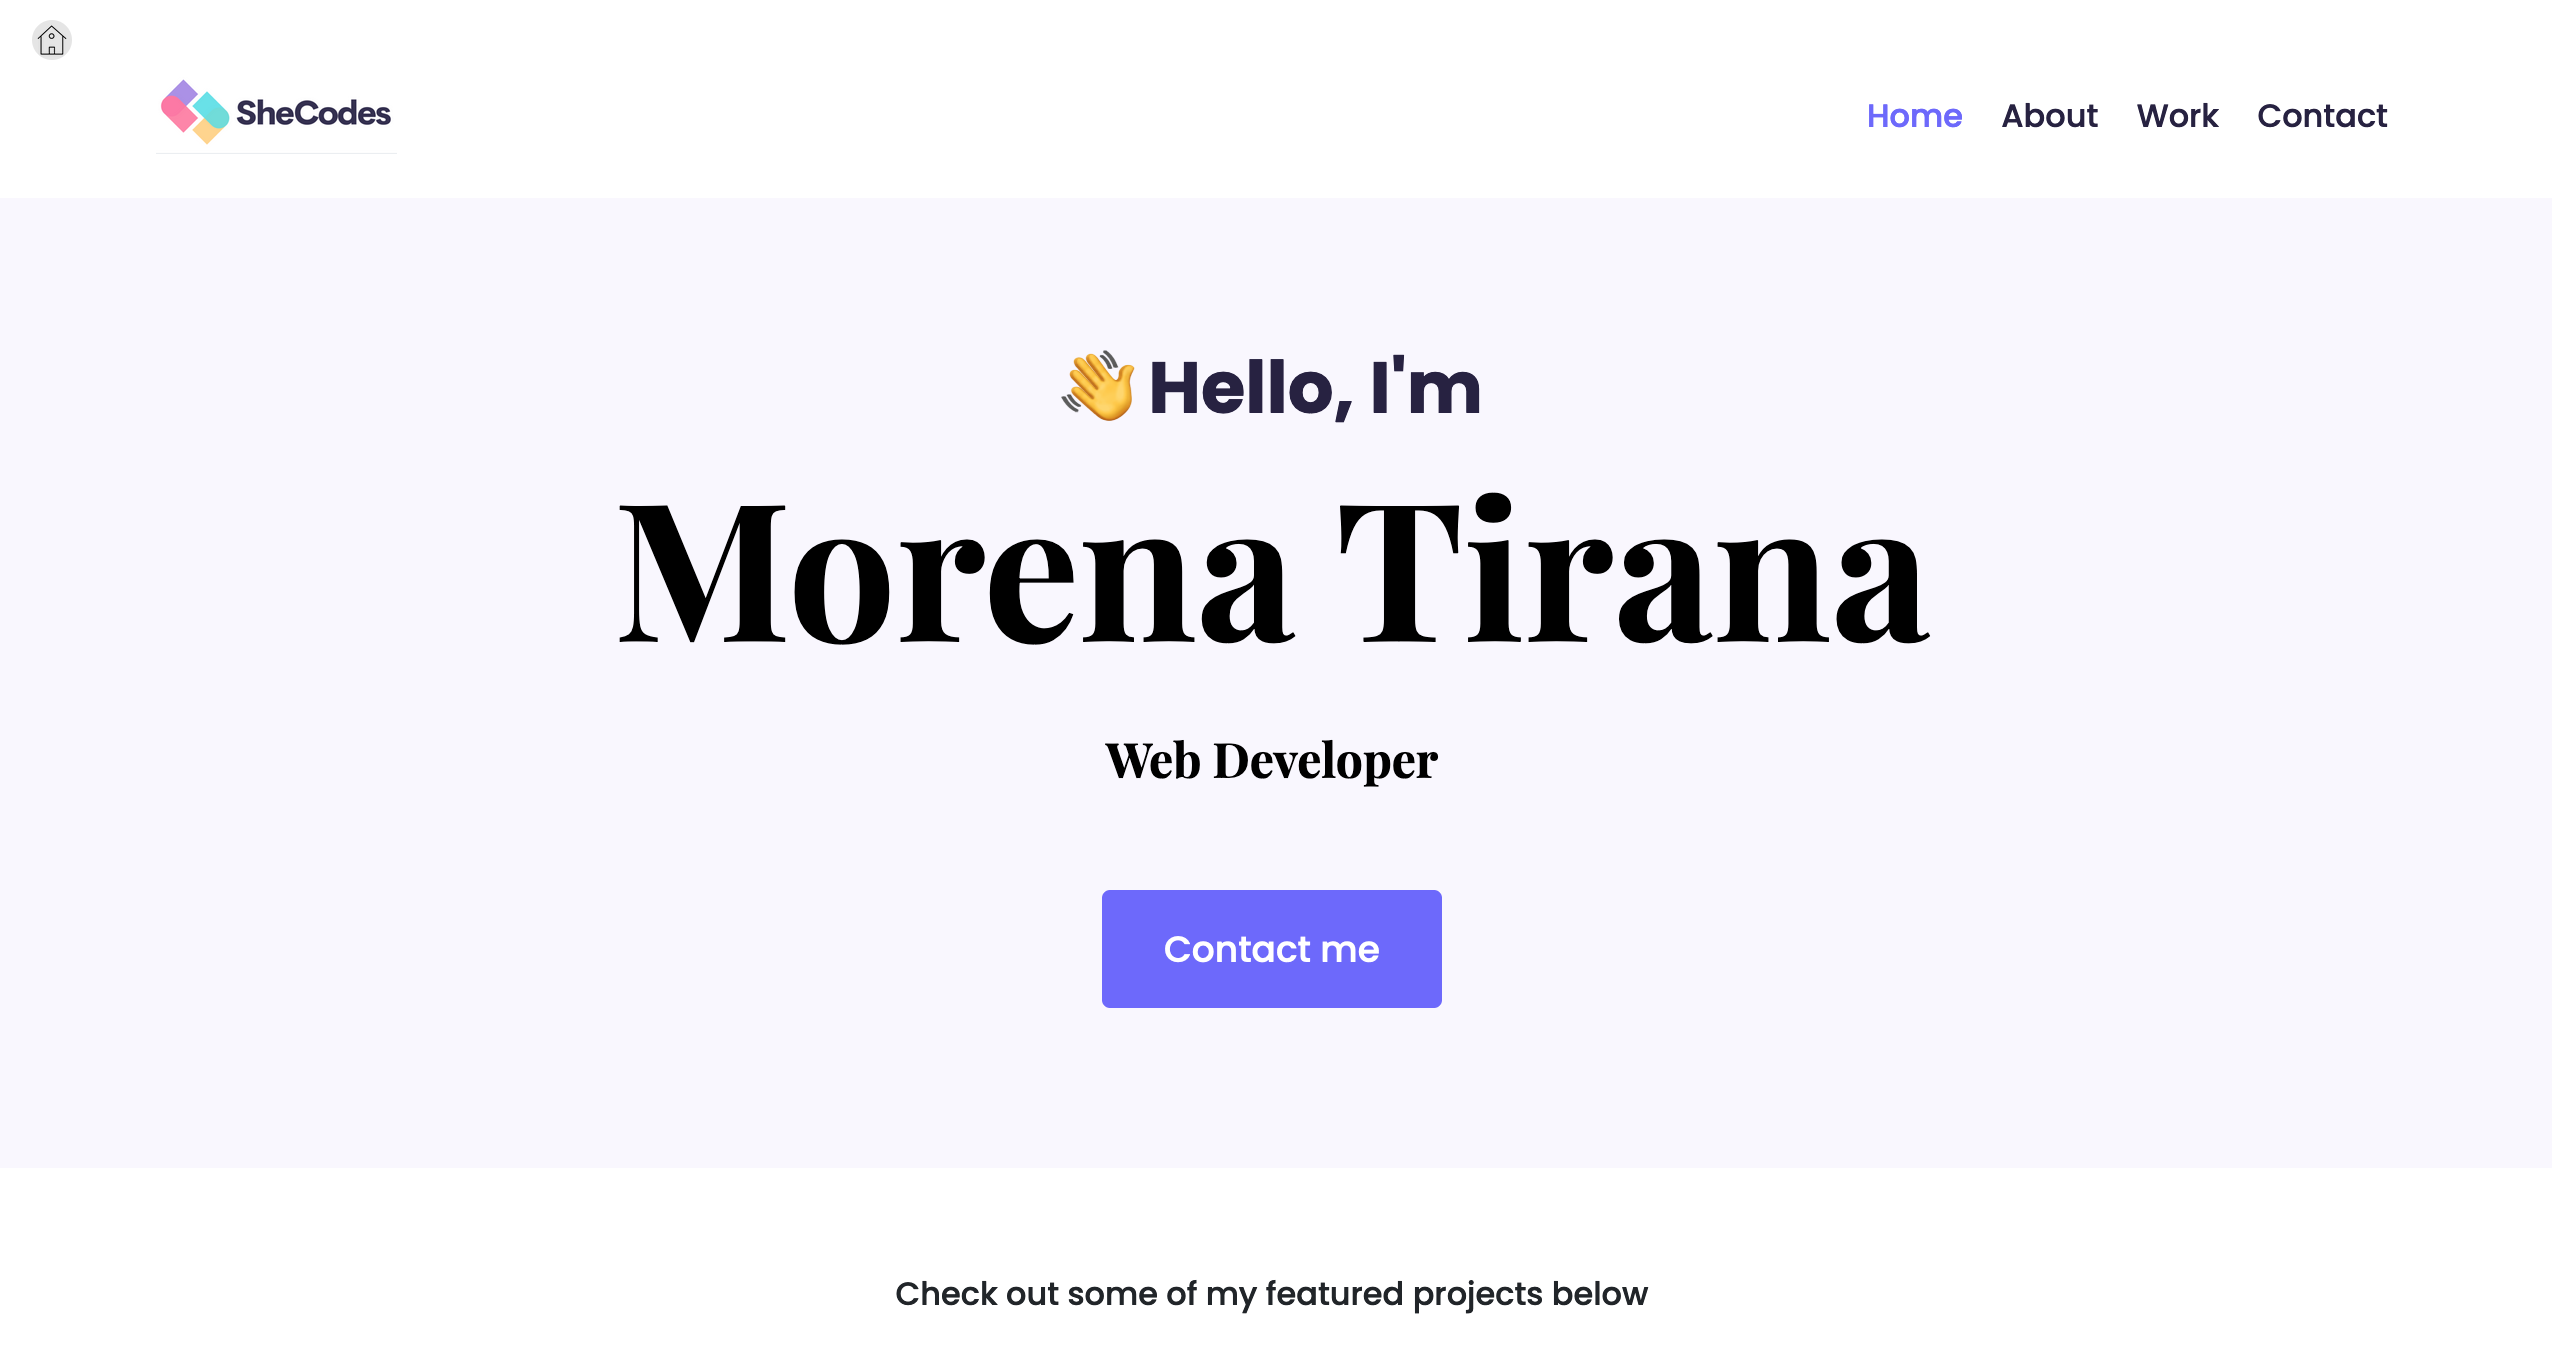 SheCodes
Home About Work Contact
👋 Hello, I'm
Morena Tirana
Web Developer
Contact me
Check out some of my featured projects below